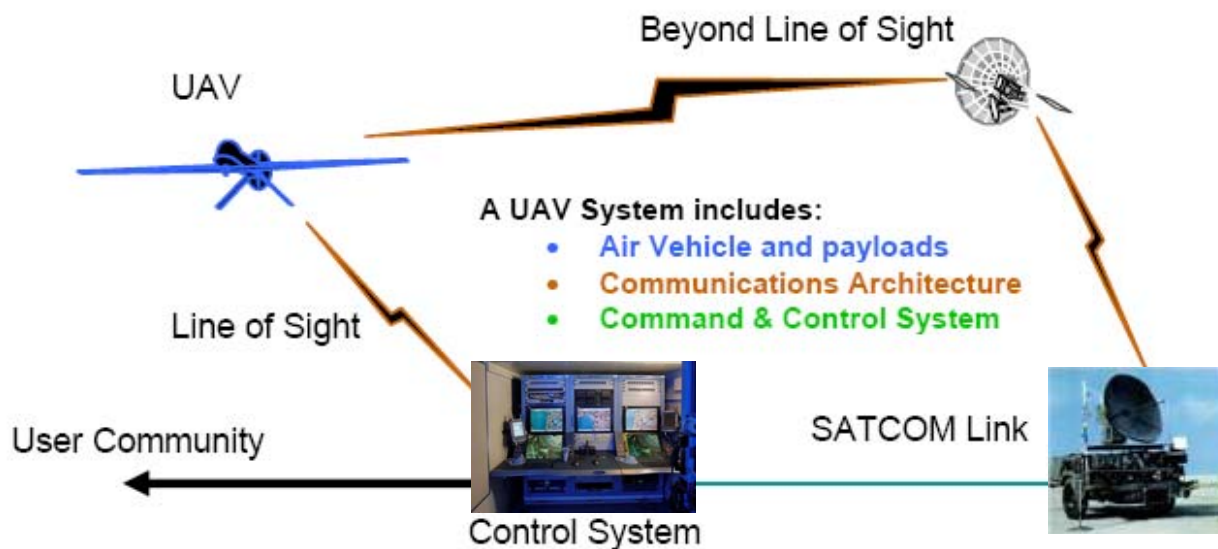 Beyond Line of Sight
UAV
A UAV System includes:
• Air Vehicle and payloads
• Communications Architecture
• Command & Control System
Line of Sight
User Community
SATCOM Link
Control System